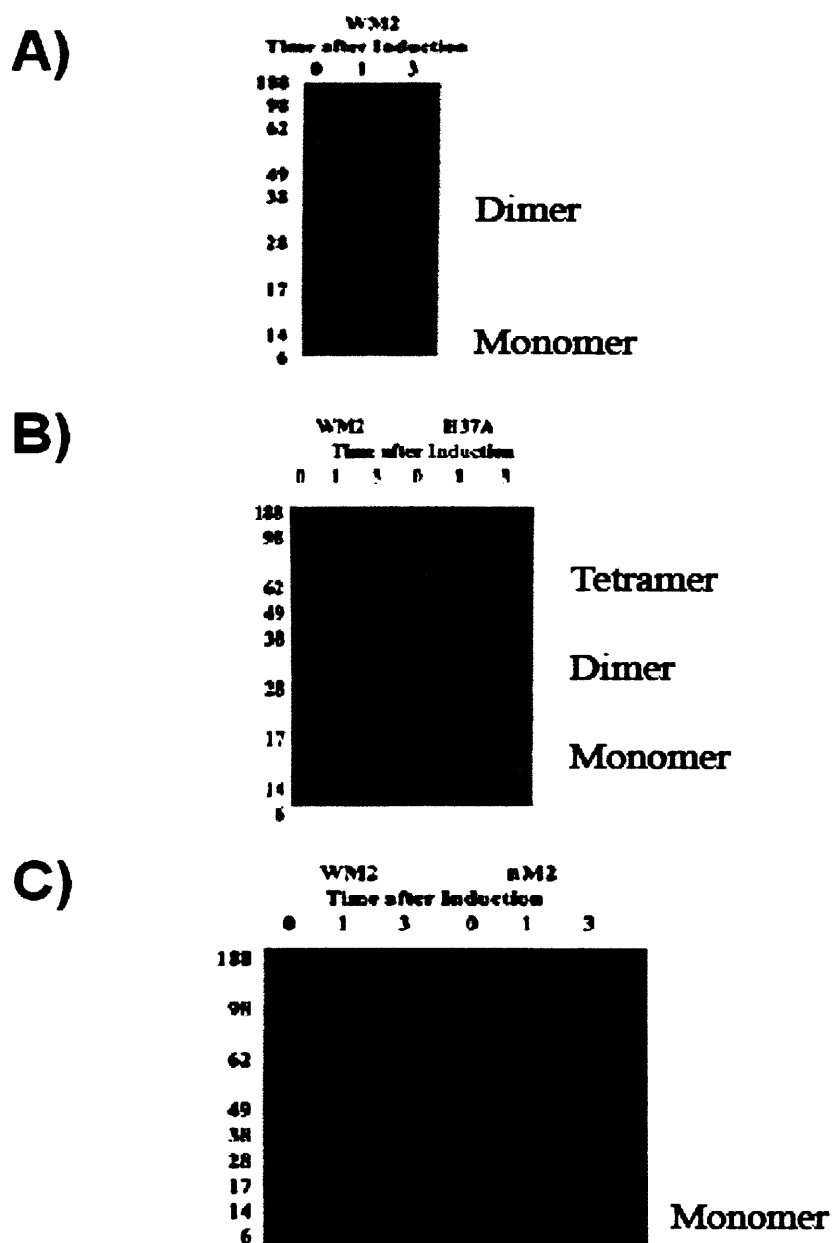 A)
WM2
Time after Induction
0 1 3
188
98
62
49
38
28
17
14
6
Dimer
Monomer
B)
WM2 H37A
Time after Induction
0 1 3 0 1 3
188
98
62
49
38
28
17
14
6
Tetramer
Dimer
Monomer
C)
WM2 nM2
Time after Induction
0 1 3 0 1 3
188
98
62
49
38
28
17
14
6
Monomer